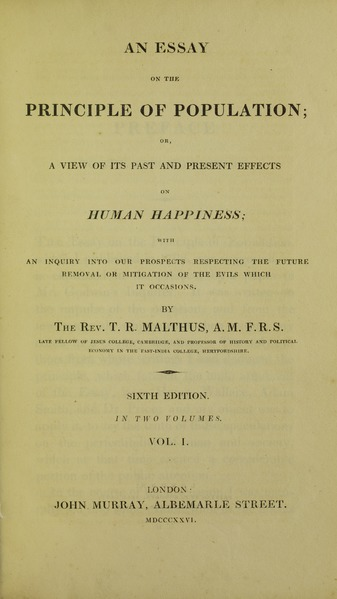 AN ESSAY
ON THE
PRINCIPLE OF POPULATION;
OR,
A VIEW OF ITS PAST AND PRESENT EFFECTS
ON
HUMAN HAPPINESS;
WITH
AN INQUIRY INTO OUR PROSPECTS RESPECTING THE FUTURE
REMOVAL OR MITIGATION OF THE EVILS WHICH
IT OCCASIONS.
BY
THE REV. T. R. MALTHUS, A.M. F.R.S.
LATE FELLOW OF JESUS COLLEGE, CAMBRIDGE, AND PROFESSOR OF HISTORY AND POLITICAL
ECONOMY IN THE EAST-INDIA COLLEGE, HERTFORDSHIRE.
SIXTH EDITION.
IN TWO VOLUMES.
VOL. I.
LONDON
JOHN MURRAY, ALBEMARLE STREET.
MDCCCXXVI.